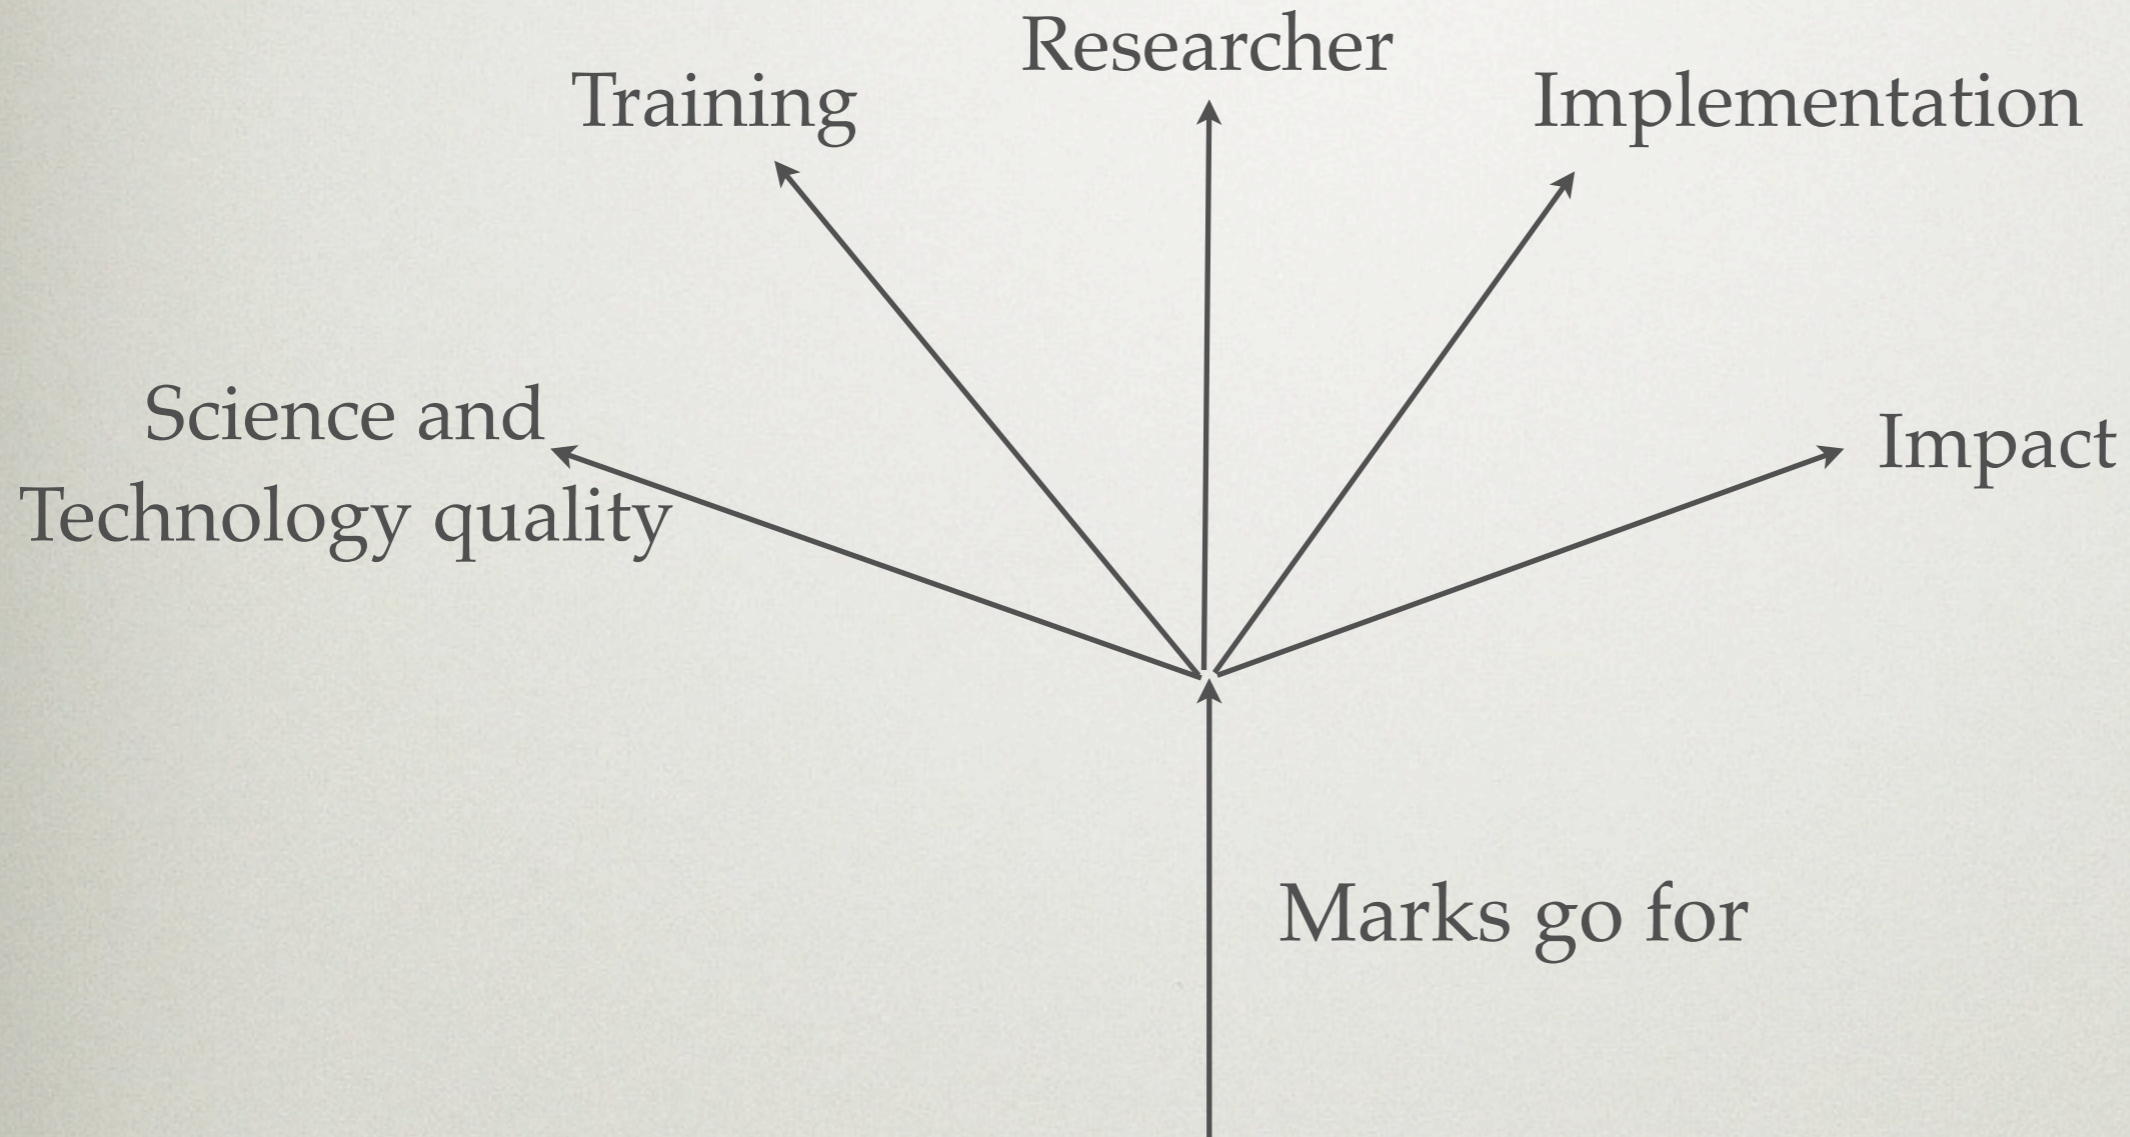 Researcher
Training
Implementation
Science and
Technology quality
Impact
Marks go for